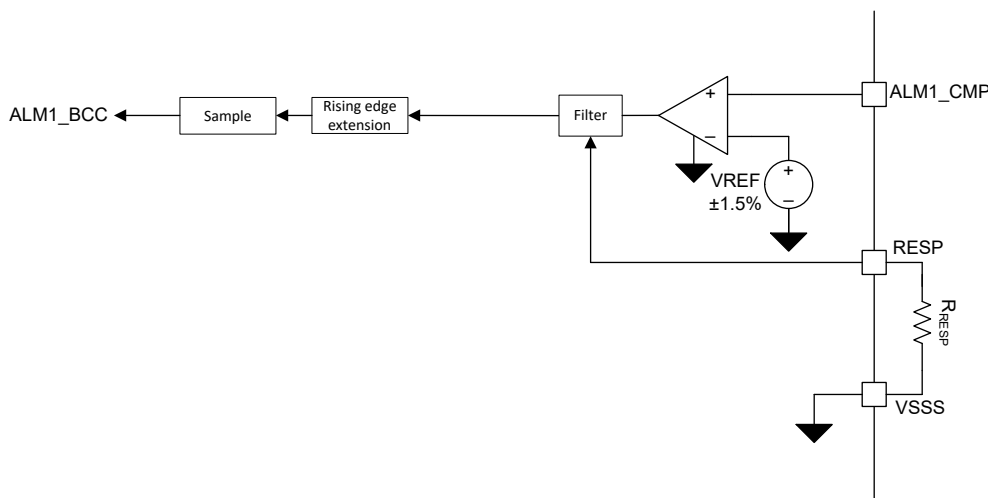 ALM1_CMP
ALM1_BCC
Sample
Rising edge
extension
Filter
+
−
VREF
±1.5%
+
−
RESP
RRESP
VSSS